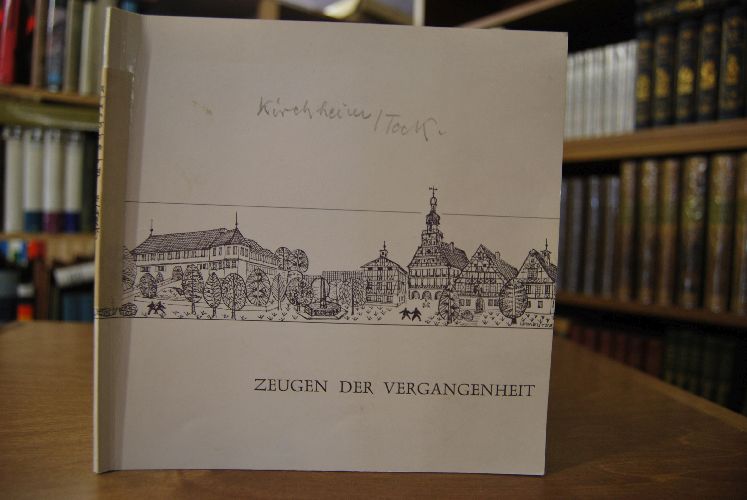 Kirchheim/Teck.
ZEUGEN DER VERGANGENHEIT